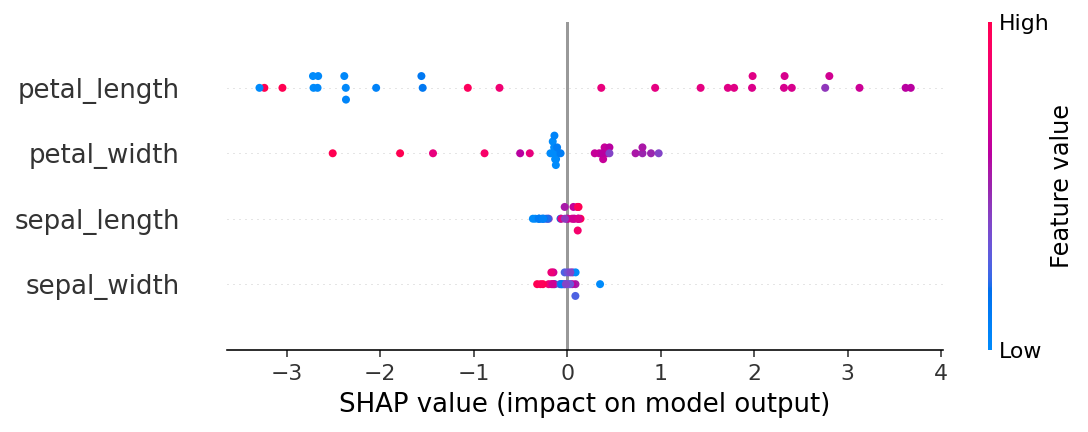 High
petal_length
petal_width
sepal_length
sepal_width
Feature value
Low
−3 −2 −1 0 1 2 3 4
SHAP value (impact on model output)